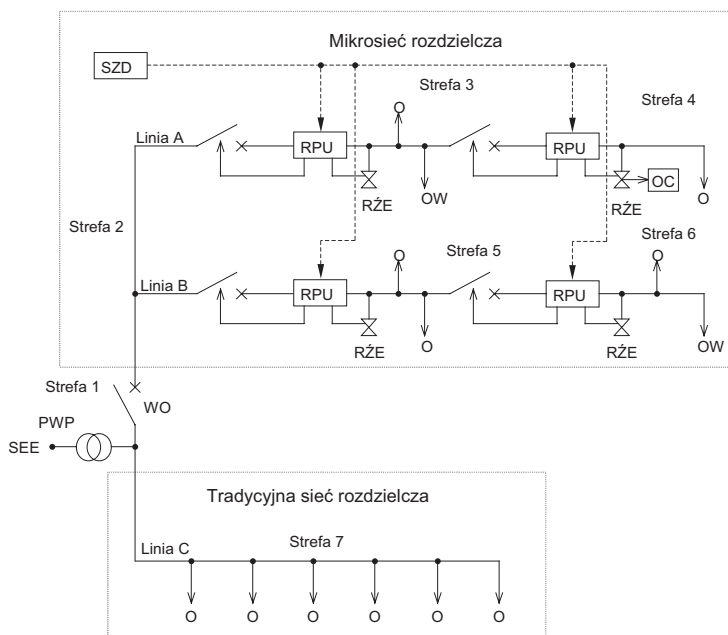 Mikrosieć rozdzielcza
SZD
Strefa 3
Strefa 4
O
Linia A
RPU
RPU
OW
RŹE
OC
RŹE
O
Strefa 2
Strefa 5
Strefa 6
O
O
Linia B
RPU
RPU
RŹE
O
RŹE
OW
Strefa 1
WO
PWP
SEE
Tradycyjna sieć rozdzielcza
Linia C
Strefa 7
O O O O O O